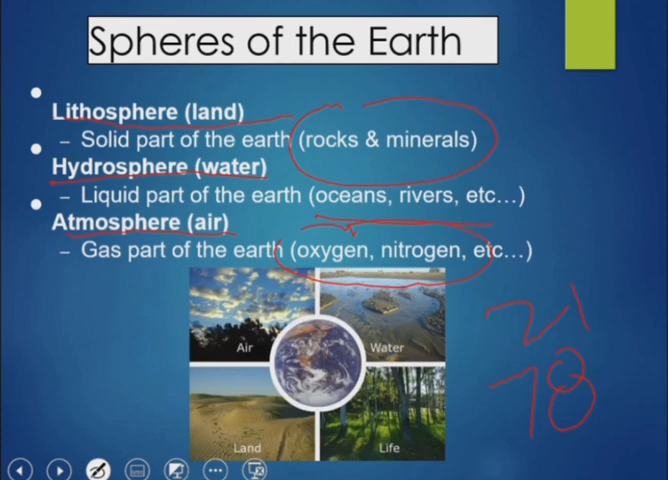 Spheres of the Earth
Lithosphere (land)
– Solid part of the earth (rocks & minerals)
Hydrosphere (water)
– Liquid part of the earth (oceans, rivers, etc...)
Atmosphere (air)
– Gas part of the earth (oxygen, nitrogen, etc...)
Air
Water
Land
Life
21
78